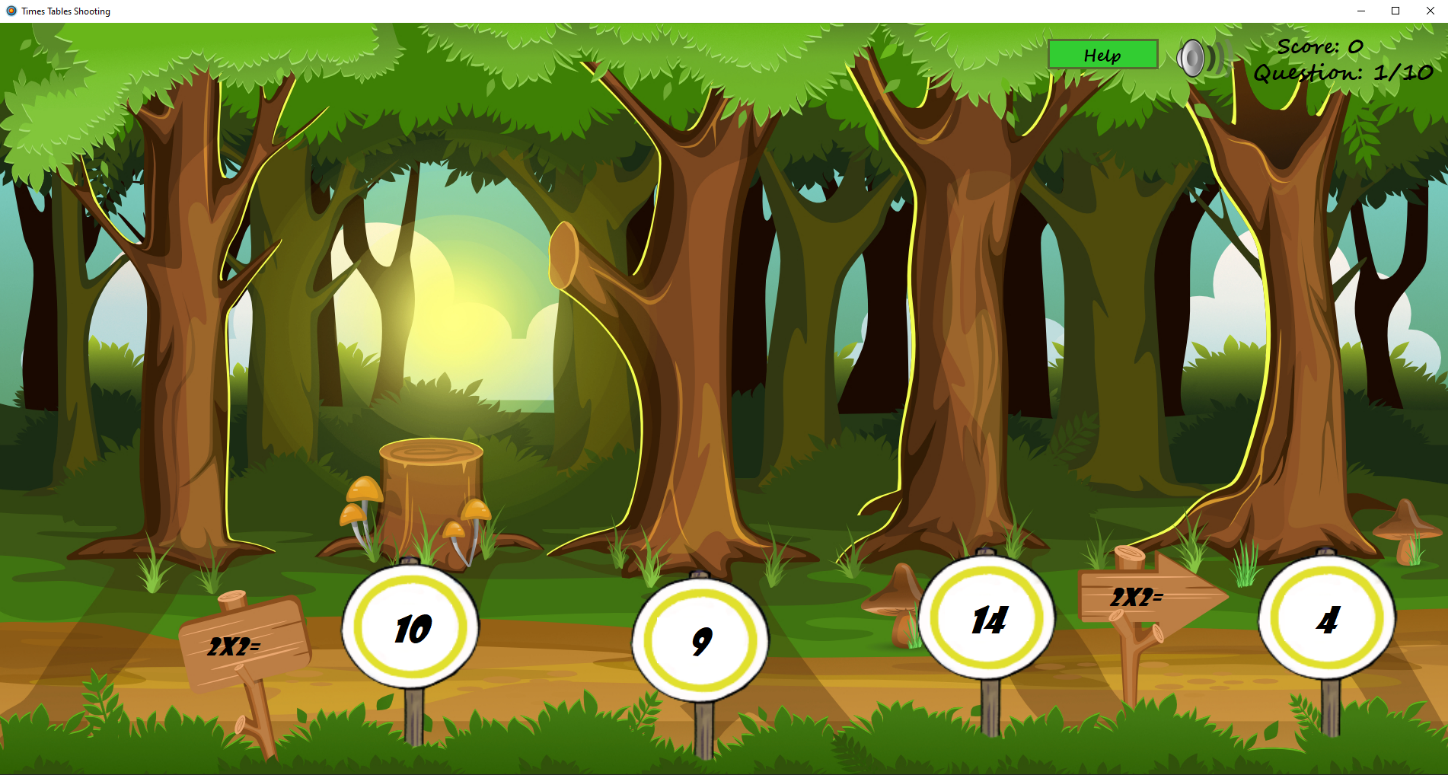 Times Tables Shooting
Help
Score: 0
Question: 1/10
2X2=
10
9
14
2X2=
4